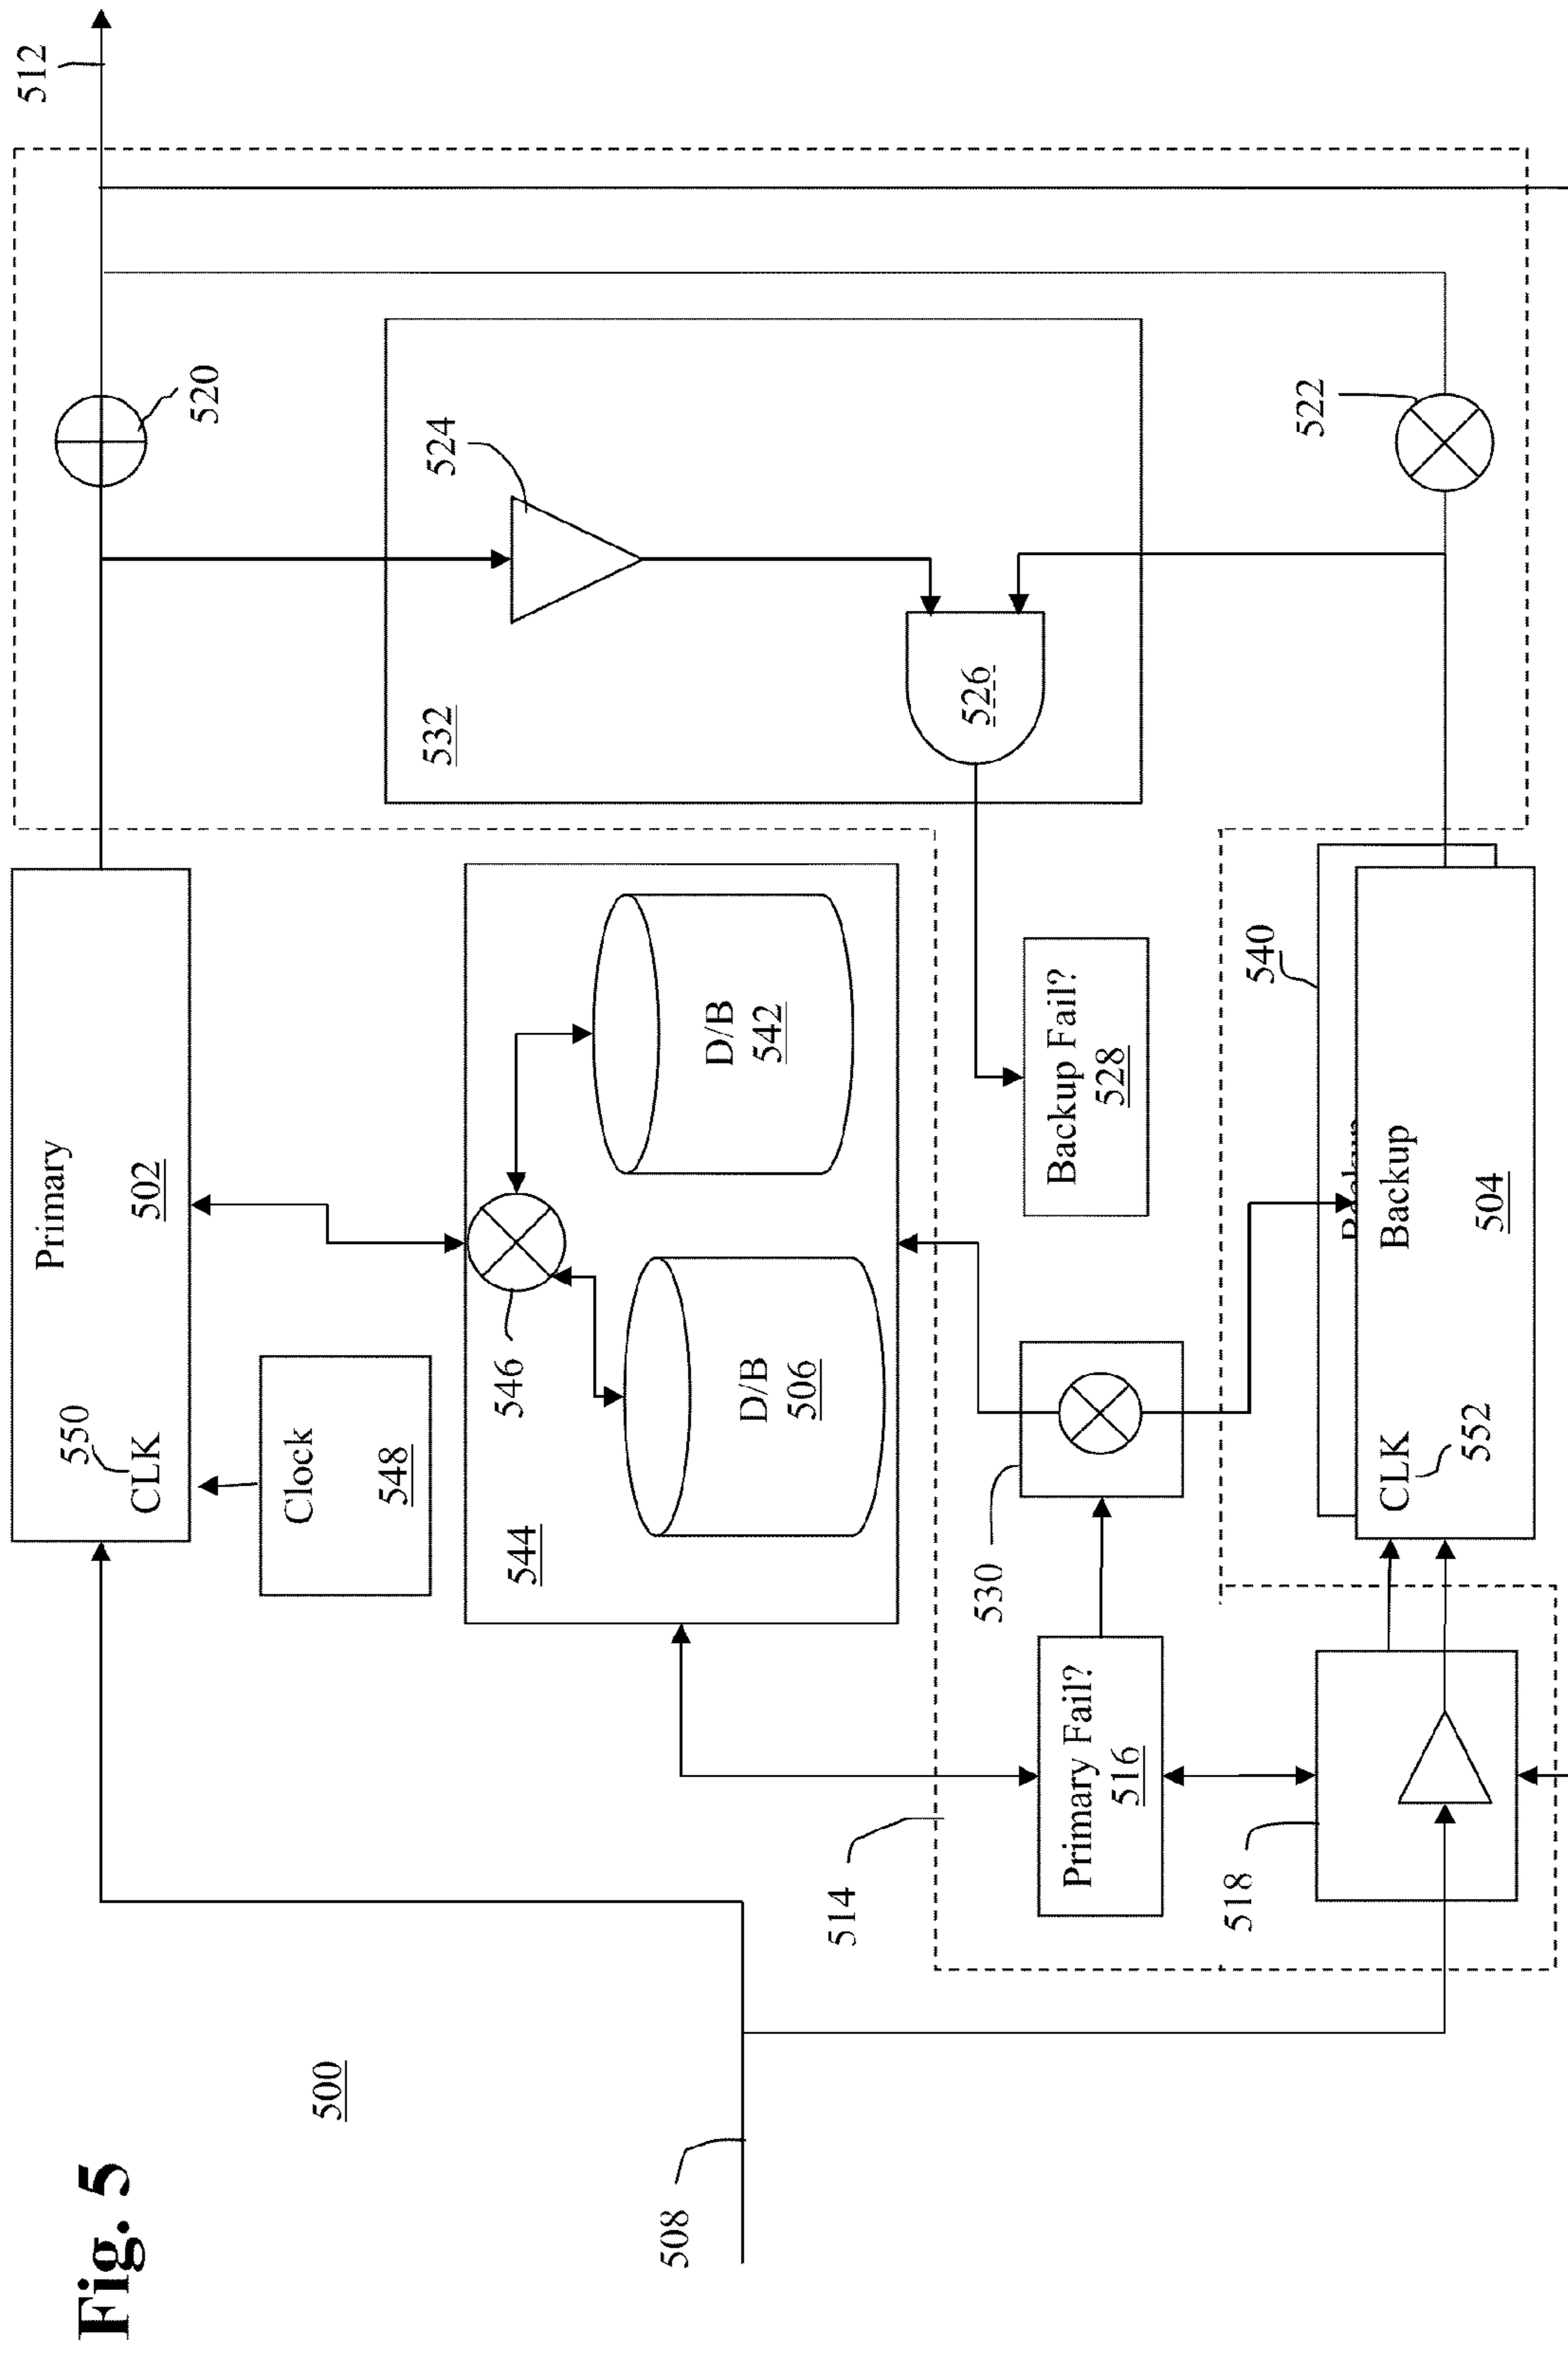 Fig. 5
500
508
512
Primary
502
550
CLK
Clock
548
520
524
532
526
522
544
546
D/B
506
D/B
542
Backup Fail?
528
514
530
Primary Fail?
516
518
540
Backup
Backup
504
CLK
552